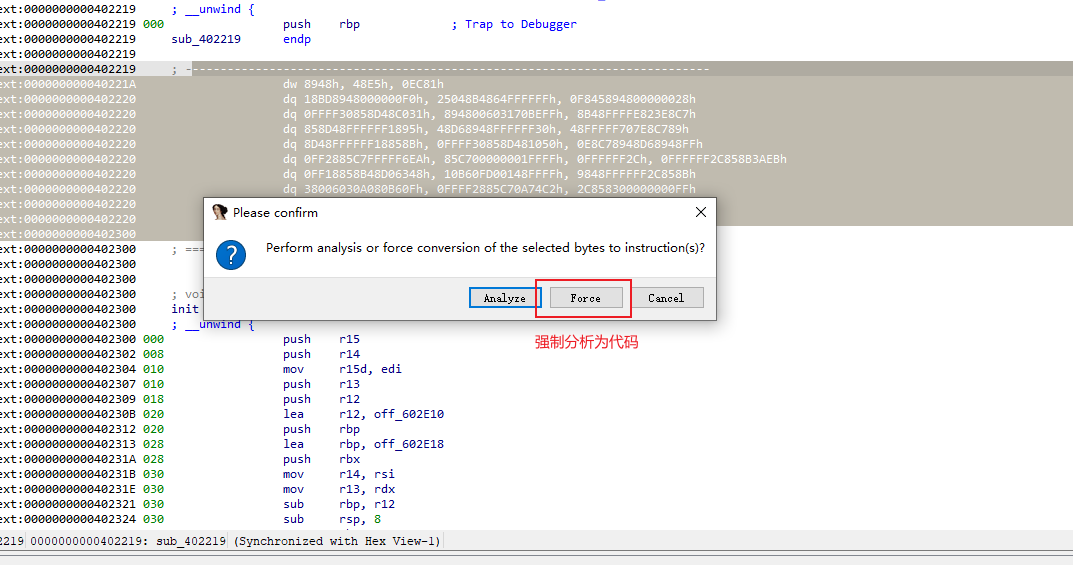 ext:0000000000402219 ; __unwind {
ext:0000000000402219 000 push rbp ; Trap to Debugger
ext:0000000000402219 sub_402219 endp
ext:0000000000402219
ext:0000000000402219 ; --------------------------------------------------------------------------
ext:000000000040221A dw 8948h, 48E5h, 0EC81h
ext:0000000000402220 dq 18BD8948000000F0h, 25048B4864FFFFFFh, 0F845894800000028h
ext:0000000000402220 dq 0FFFF30858D48C031h, 894800603170BEFFh, 8B48FFFFFE823E8C7h
ext:0000000000402220 dq 858D48FFFFFF1895h, 48D68948FFFFFF30h, 48FFFFF707E8C789h
ext:0000000000402220 dq 8D48FFFFFF18858Bh, 0FFFF30858D481050h, 0E8C78948D68948FFh
ext:0000000000402220 dq 0FF2885C7FFFFF6EAh, 85C700000001FFFFh, 0FFFFFF2Ch, 0FFFFFF2C858B3AEBh
ext:0000000000402220 dq 0FF18858B48D06348h, 10B60FD00148FFFFh, 9848FFFFFF2C858Bh
ext:0000000000402220 dq 38006030A080B60Fh, 0FFFF2885C70A74C2h, 2C858300000000FFh
ext:0000000000402220
ext:0000000000402220
ext:0000000000402300
ext:0000000000402300 ; ===
ext:0000000000402300
ext:0000000000402300
ext:0000000000402300 ; voi
ext:0000000000402300 init
ext:0000000000402300 ; __unwind {
ext:0000000000402300 000 push r15
ext:0000000000402302 008 push r14
ext:0000000000402304 010 mov r15d, edi
ext:0000000000402307 010 push r13
ext:0000000000402309 018 push r12
ext:000000000040230B 020 lea r12, off_602E10
ext:0000000000402312 020 push rbp
ext:0000000000402313 028 lea rbp, off_602E18
ext:000000000040231A 028 push rbx
ext:000000000040231B 030 mov r14, rsi
ext:000000000040231E 030 mov r13, rdx
ext:0000000000402321 030 sub rbp, r12
ext:0000000000402324 030 sub rsp, 8
2219 0000000000402219: sub_402219 (Synchronized with Hex View-1)
Please confirm
Perform analysis or force conversion of the selected bytes to instruction(s)?
Analyze Force Cancel
强制分析为代码